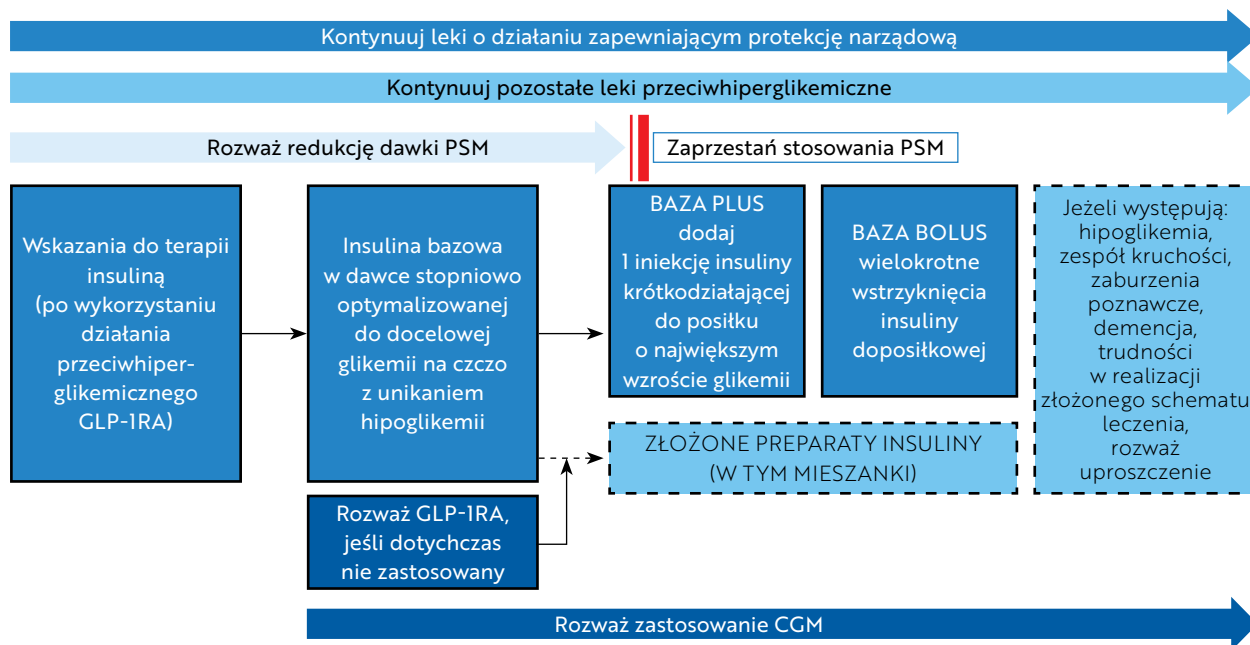 Kontynuuj leki o działaniu zapewniającym protekcję narządową
Kontynuuj pozostałe leki przeciwhiperglikemiczne
Rozważ redukcję dawki PSM
Zaprzestań stosowania PSM
Wskazania do terapii
insuliną
(po wykorzystaniu
działania
przeciwhiper-
glikemicznego
GLP-1RA)
Insulina bazowa
w dawce stopniowo
optymalizowanej
do docelowej
glikemii na czczo
z unikaniem
hipoglikemii
BAZA PLUS
dodaj
1 iniekcję insuliny
krótkodziałającej
do posiłku
o największym
wzroście glikemii
BAZA BOLUS
wielokrotne
wstrzyknięcia
insuliny
doposiłkowej
Jeżeli występują:
hipoglikemia,
zespół kruchości,
zaburzenia
poznawcze,
demencja,
trudności
w realizacji
złożonego schematu
leczenia,
rozważ
uproszczenie
ZŁOŻONE PREPARATY INSULINY
(W TYM MIESZANKI)
Rozważ GLP-1RA,
jeśli dotychczas
nie zastosowany
Rozważ zastosowanie CGM